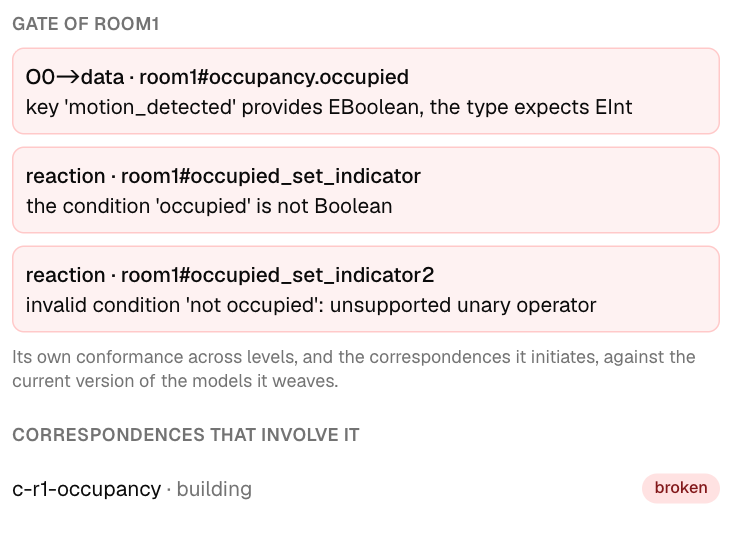 GATE OF ROOM1
O0→data · room1#occupancy.occupied
key 'motion_detected' provides EBoolean, the type expects EInt
reaction · room1#occupied_set_indicator
the condition 'occupied' is not Boolean
reaction · room1#occupied_set_indicator2
invalid condition 'not occupied': unsupported unary operator
Its own conformance across levels, and the correspondences it initiates, against the
current version of the models it weaves.
CORRESPONDENCES THAT INVOLVE IT
c-r1-occupancy · building
broken